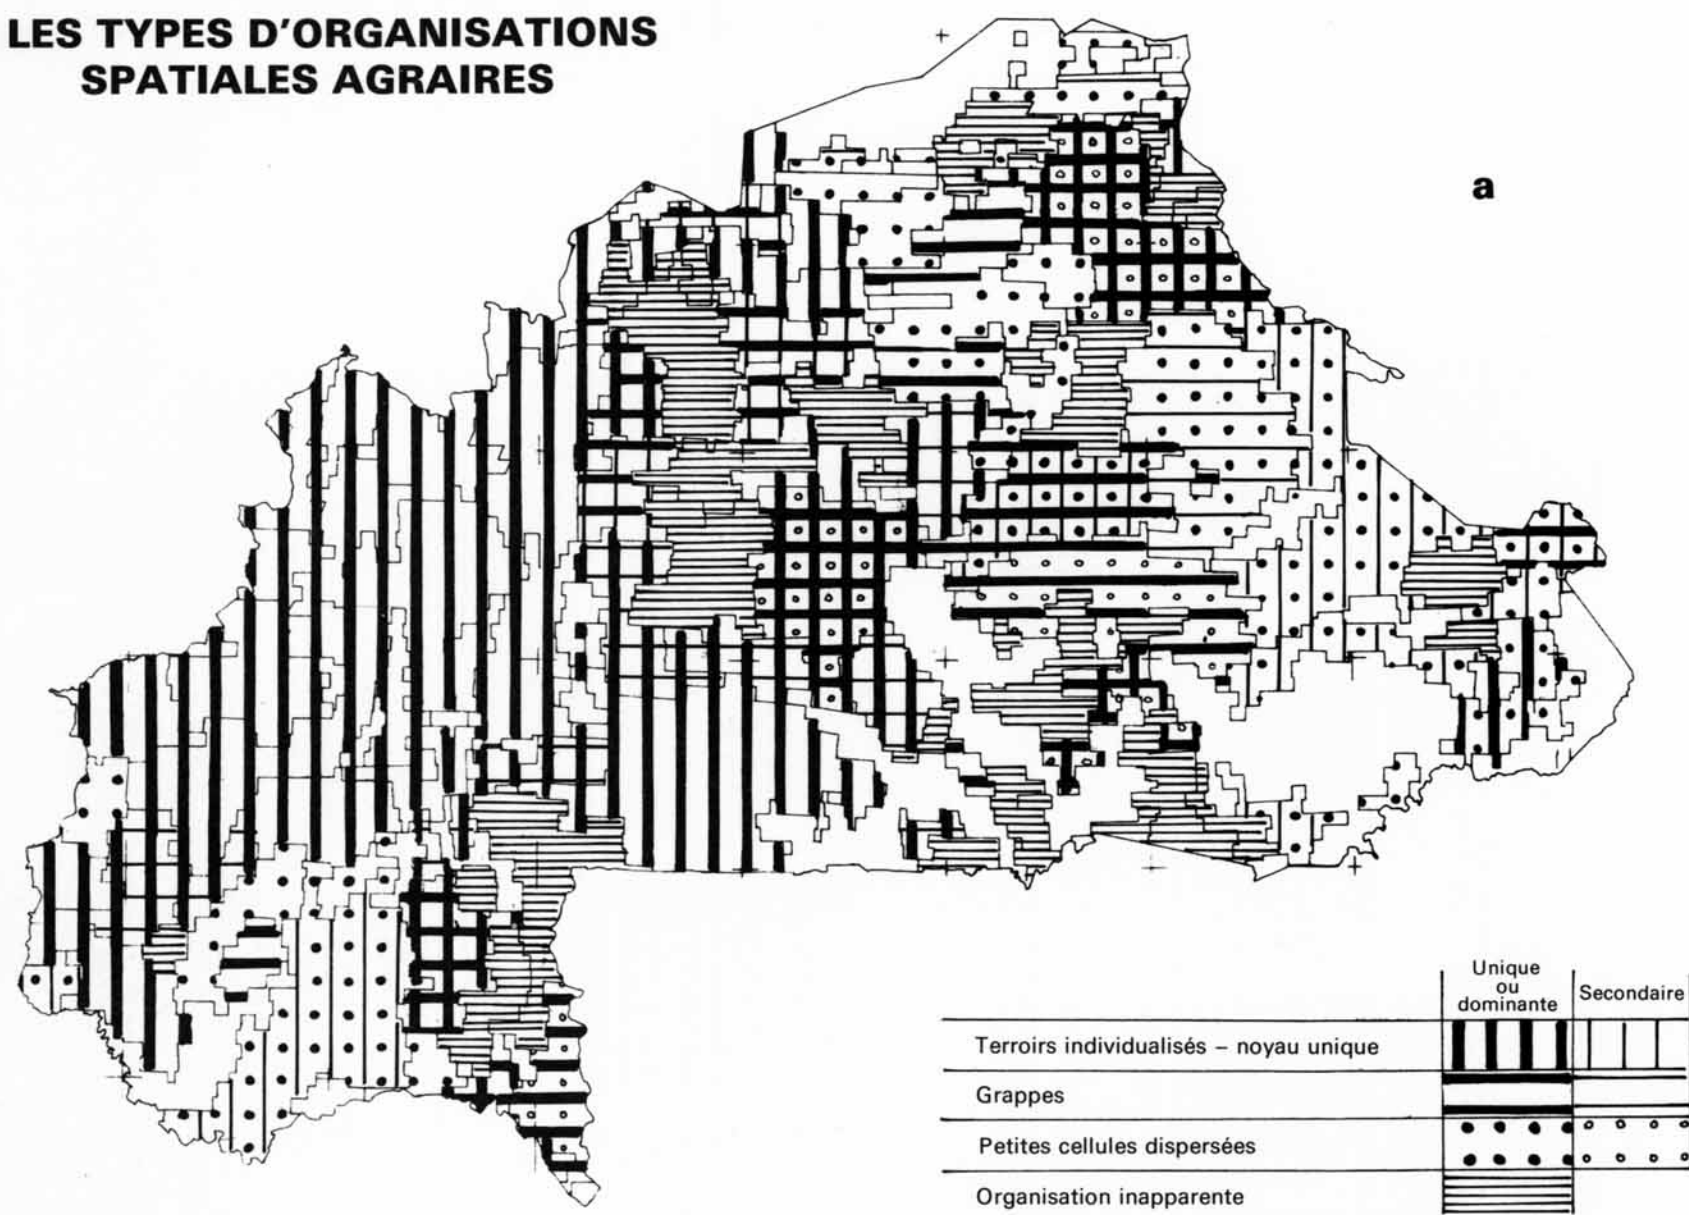 LES TYPES D'ORGANISATIONS
SPATIALES AGRAIRES
a
Unique
ou
dominante
Secondaire
Terroirs individualisés – noyau unique
Grappes
Petites cellules dispersées
Organisation inapparente